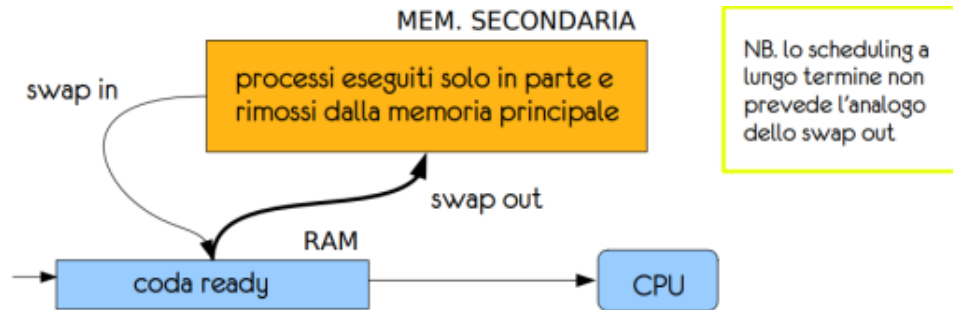 MEM. SECONDARIA
processi eseguiti solo in parte e
rimossi dalla memoria principale
swap in
swap out
RAM
coda ready
CPU
NB. lo scheduling a
lungo termine non
prevede l'analogo
dello swap out